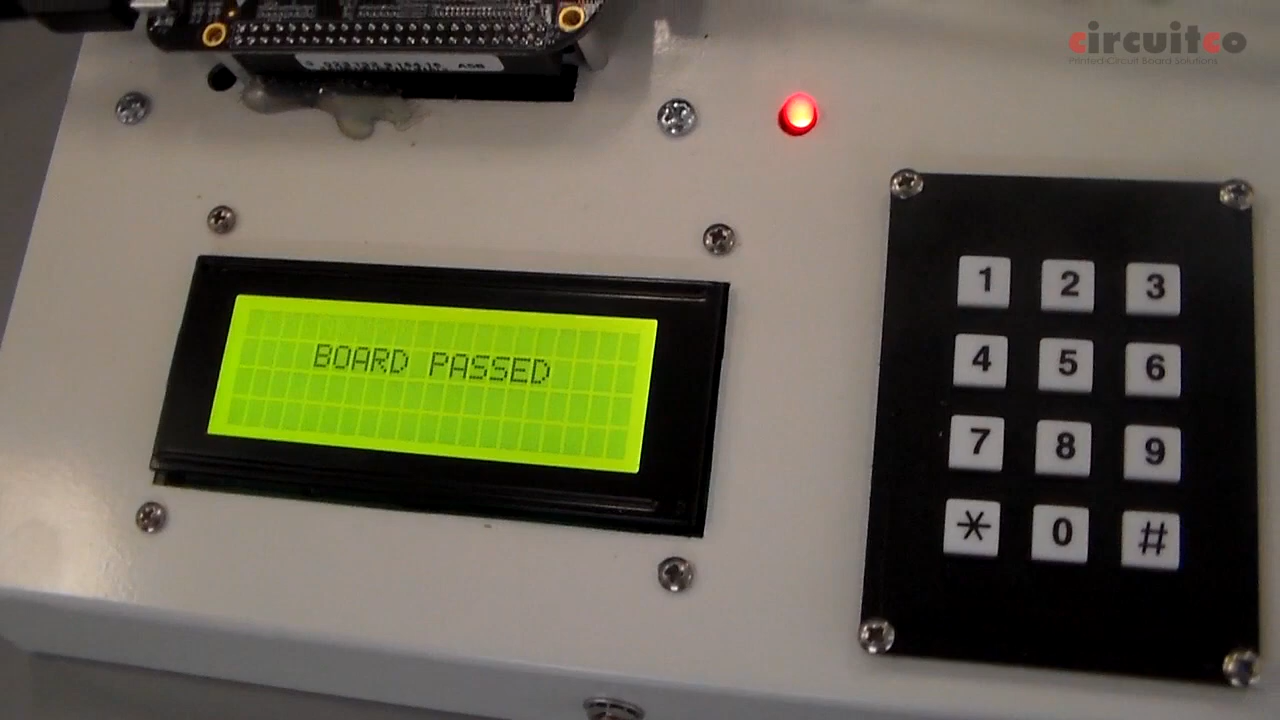 circuitco
Printed Circuit Board Solutions
BOARD PASSED
1 2 3
4 5 6
7 8 9
* 0 #